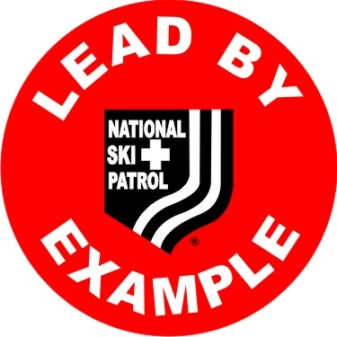 LEAD BY
NATIONAL
SKI
PATROL
®
EXAMPLE